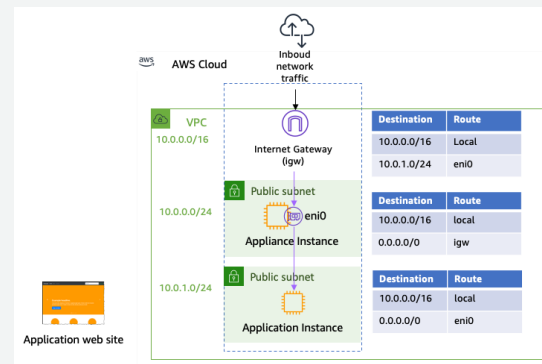 Inboud
network
traffic
aws
AWS Cloud
VPC
10.0.0.0/16
Internet Gateway
(igw)
Destination Route
10.0.0.0/16 Local
10.0.1.0/24 eni0
Public subnet
10.0.0.0/24
eni0
Appliance Instance
Destination Route
10.0.0.0/16 local
0.0.0.0/0 igw
Public subnet
10.0.1.0/24
Application Instance
Destination Route
10.0.0.0/16 local
0.0.0.0/0 eni0
Application web site